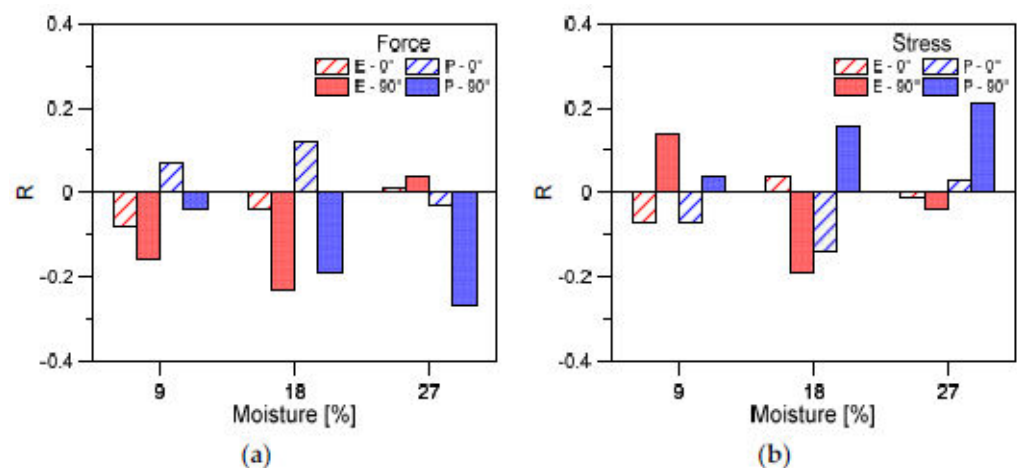 Force
E - 0° P - 0°
E - 90° P - 90°
0.4
0.2
0
-0.2
-0.4
R
9 18 27
Moisture [%]
(a)
Stress
E - 0° P - 0°
E - 90° P - 90°
0.4
0.2
0
-0.2
-0.4
R
9 18 27
Moisture [%]
(b)